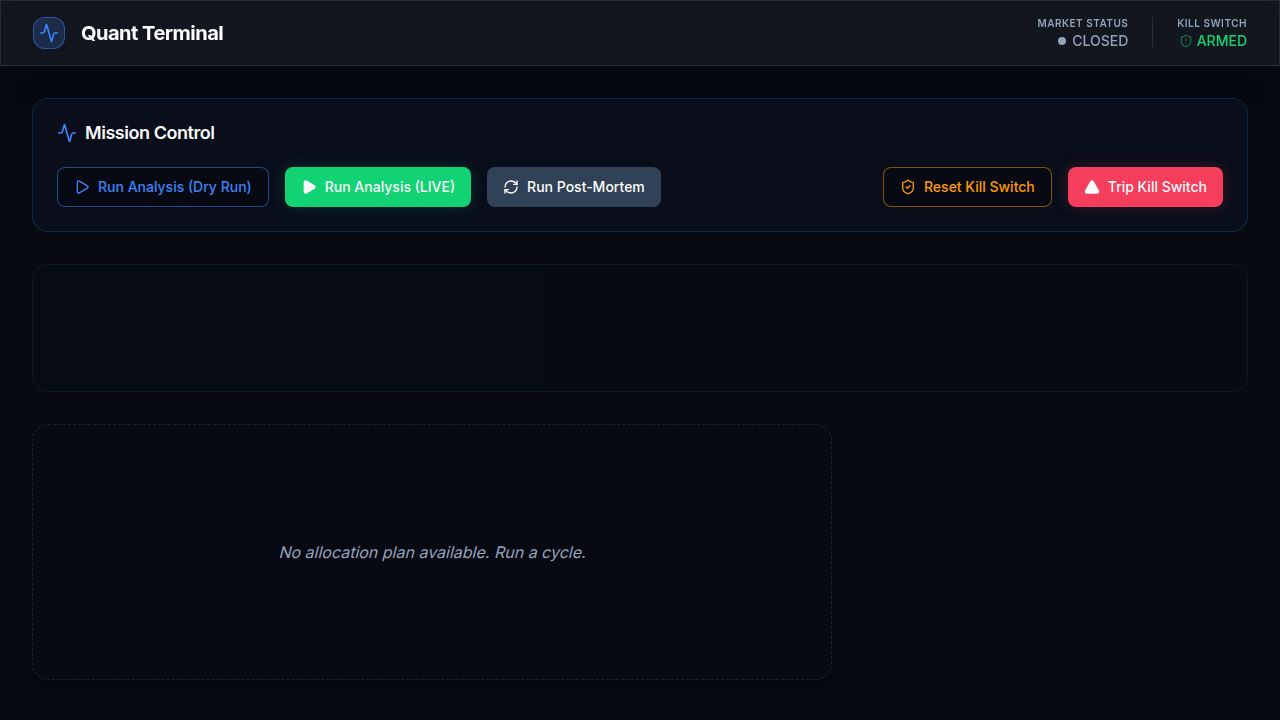 Quant Terminal
MARKET STATUS
CLOSED
KILL SWITCH
ARMED
Mission Control
Run Analysis (Dry Run)
Run Analysis (LIVE)
Run Post-Mortem
Reset Kill Switch
Trip Kill Switch
No allocation plan available. Run a cycle.